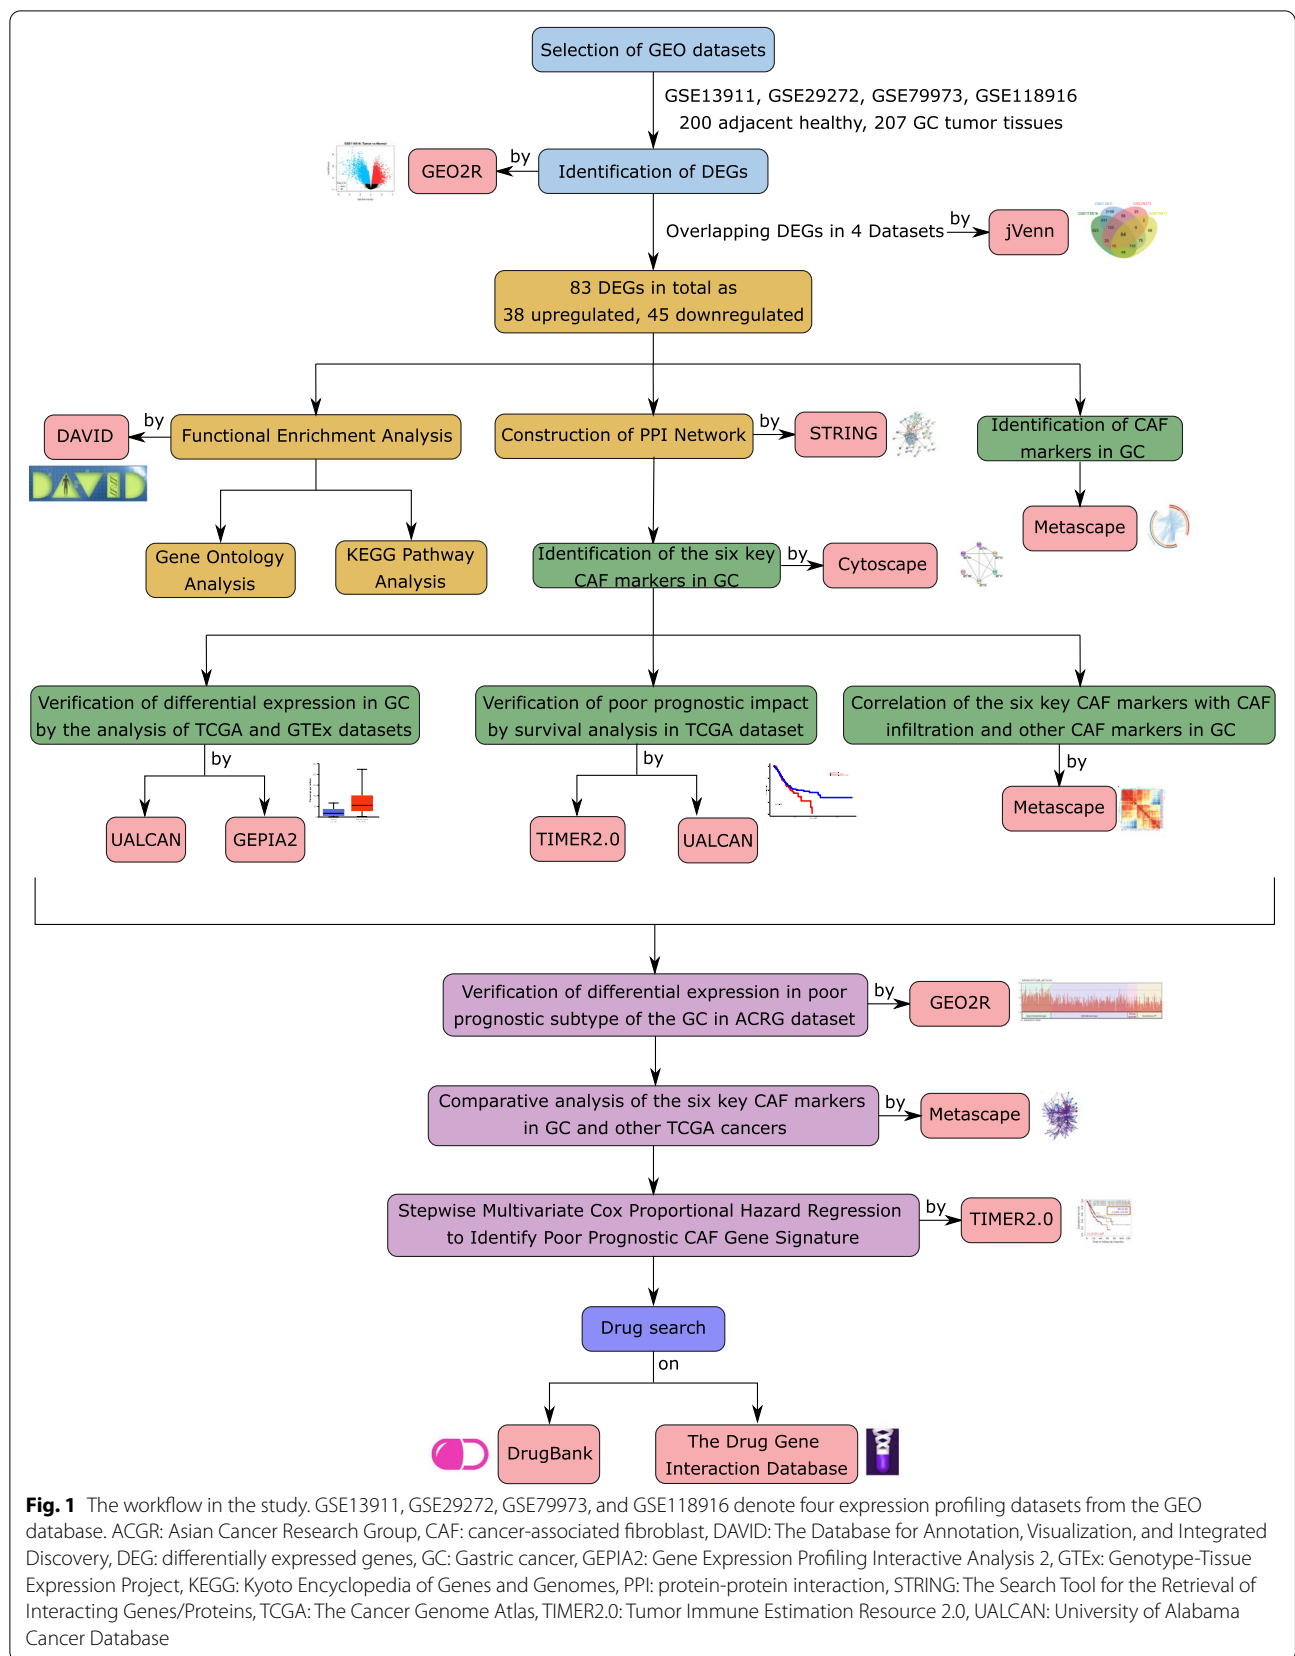 Selection of GEO datasets
GSE13911, GSE29272, GSE79973, GSE118916
200 adjacent healthy, 207 GC tumor tissues
GEO2R
by
Identification of DEGs
Overlapping DEGs in 4 Datasets
by
jVenn
83 DEGs in total as
38 upregulated, 45 downregulated
DAVID
by
Functional Enrichment Analysis
Construction of PPI Network
by
STRING
Identification of CAF
markers in GC
DAVID
Metascape
Gene Ontology
Analysis
KEGG Pathway
Analysis
Identification of the six key
CAF markers in GC
by
Cytoscape
Verification of differential expression in GC
by the analysis of TCGA and GTEx datasets
Verification of poor prognostic impact
by survival analysis in TCGA dataset
Correlation of the six key CAF markers with CAF
infiltration and other CAF markers in GC
by
by
by
UALCAN
GEPIA2
TIMER2.0
UALCAN
Metascape
Verification of differential expression in poor
prognostic subtype of the GC in ACRG dataset
by
GEO2R
Comparative analysis of the six key CAF markers
in GC and other TCGA cancers
by
Metascape
Stepwise Multivariate Cox Proportional Hazard Regression
to Identify Poor Prognostic CAF Gene Signature
by
TIMER2.0
Drug search
on
DrugBank
The Drug Gene
Interaction Database
Fig. 1 The workflow in the study. GSE13911, GSE29272, GSE79973, and GSE118916 denote four expression profiling datasets from the GEO
database. ACGR: Asian Cancer Research Group, CAF: cancer-associated fibroblast, DAVID: The Database for Annotation, Visualization, and Integrated
Discovery, DEG: differentially expressed genes, GC: Gastric cancer, GEPIA2: Gene Expression Profiling Interactive Analysis 2, GTEx: Genotype-Tissue
Expression Project, KEGG: Kyoto Encyclopedia of Genes and Genomes, PPI: protein-protein interaction, STRING: The Search Tool for the Retrieval of
Interacting Genes/Proteins, TCGA: The Cancer Genome Atlas, TIMER2.0: Tumor Immune Estimation Resource 2.0, UALCAN: University of Alabama
Cancer Database